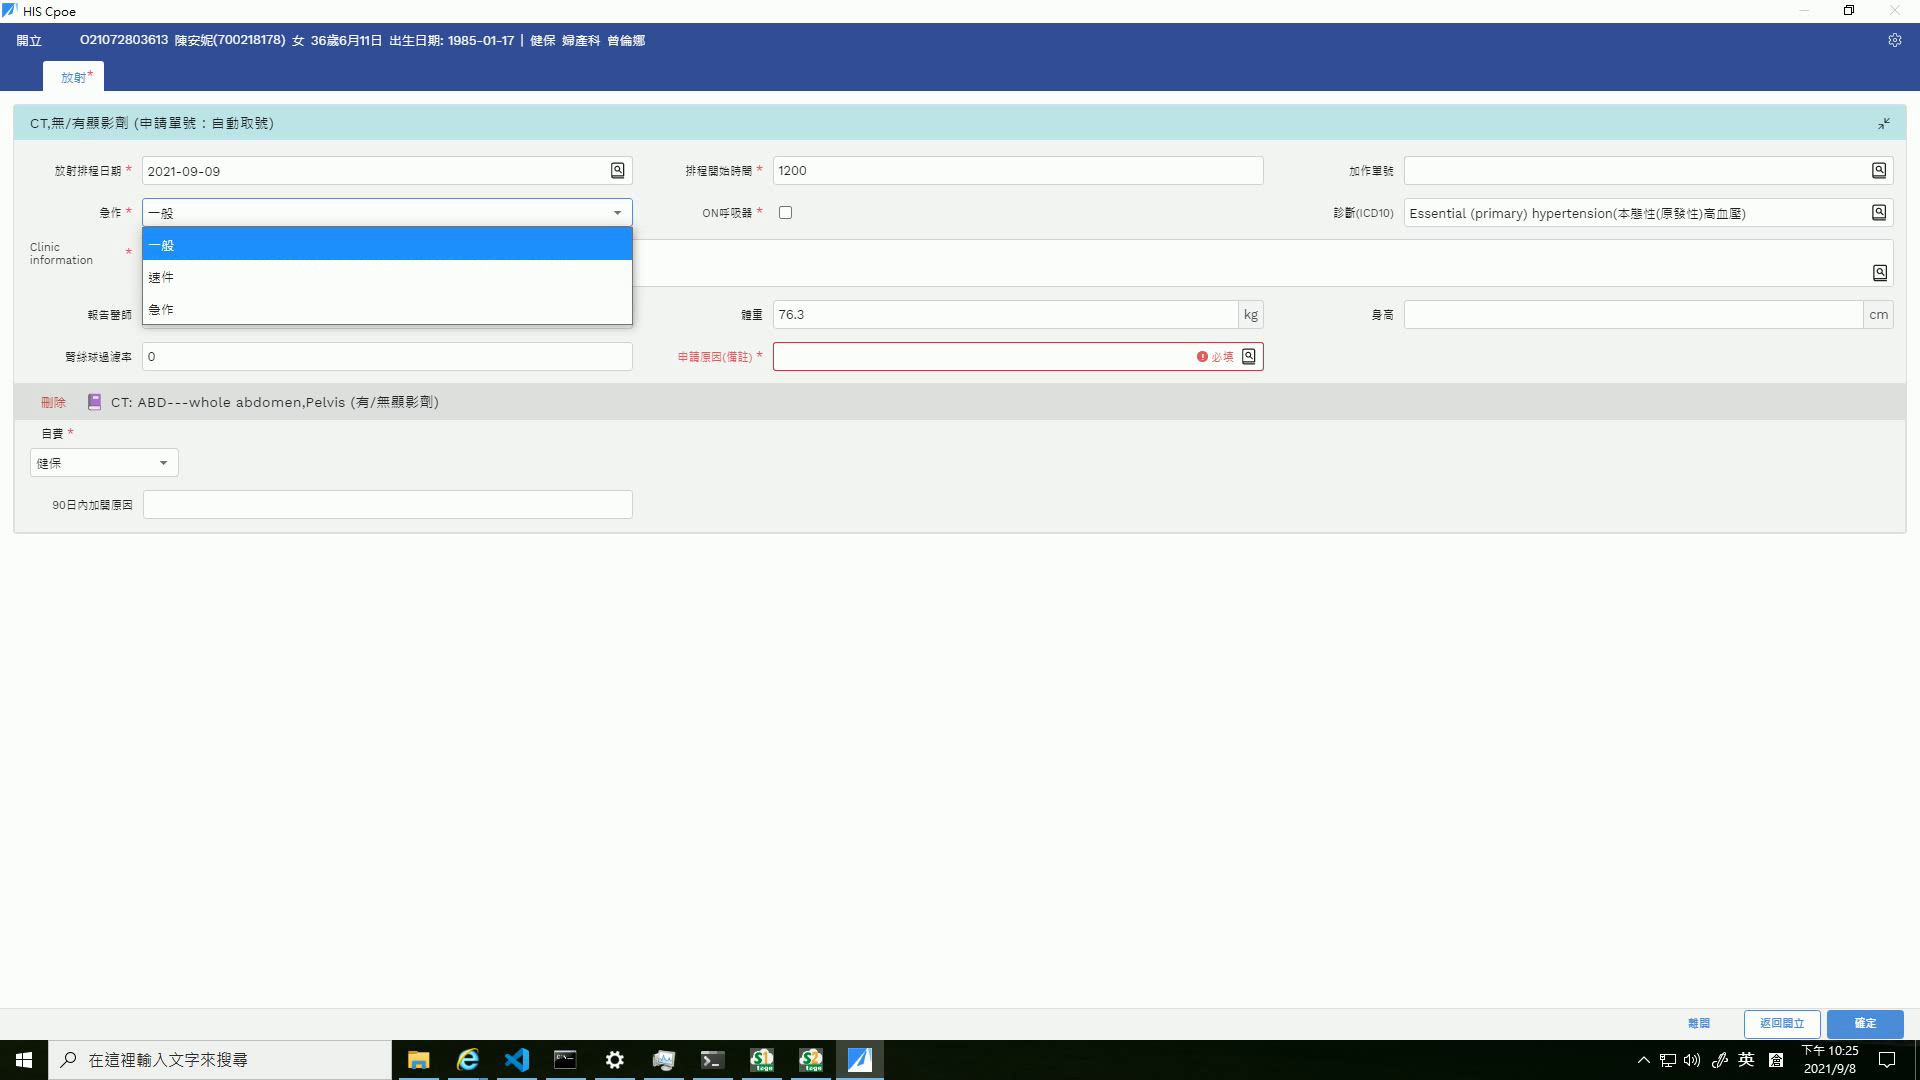 HIS Cpoe
開立 O21072803613 陳安妮(700218178) 女 36歲6月11日 出生日期: 1985-01-17 | 健保 婦產科 曾倫娜
放射*
CT,無/有顯影劑 (申請單號：自動取號)
放射排程日期 * 2021-09-09 排程開始時間 * 1200 加作單號
急作 * 一般 ON呼吸器 * 診斷(ICD10) Essential (primary) hypertension(本態性(原發性)高血壓)
一般
Clinic information *
速件
急作
報告醫師 體重 76.3 kg 身高 cm
腎絲球過濾率 0 申請原因(備註) * 必填
刪除 CT: ABD---whole abdomen,Pelvis (有/無顯影劑)
自費 *
健保
90日內加開原因
離開 返回開立 確定
在這裡輸入文字來搜尋
英
下午 10:25
2021/9/8